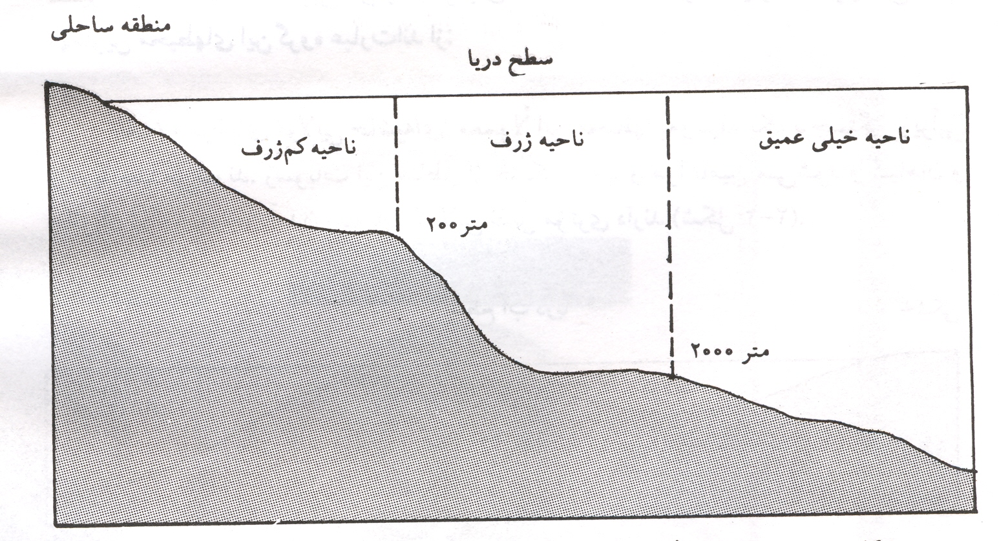 منطقه ساحلی
سطح دریا
ناحیه خیلی عمیق
ناحیه ژرف
ناحیه کم‌ژرف
۲۰۰ متر
۲۰۰۰ متر